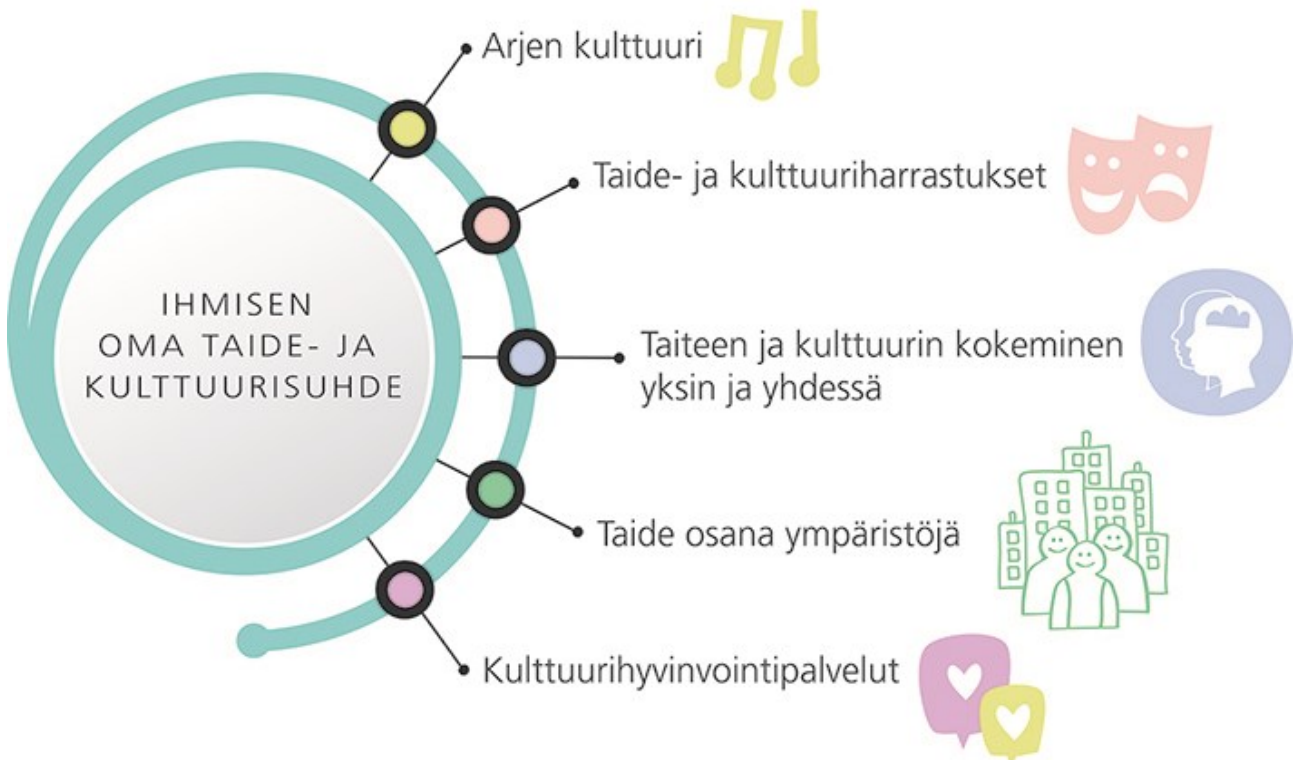 Arjen kulttuuri
Taide- ja kulttuuriharrastukset
IHMISEN
OMA TAIDE- JA
KULTTUURISUHDE
Taiteen ja kulttuurin kokeminen
yksin ja yhdessä
Taide osana ympäristöjä
Kulttuurihyvinvointipalvelut